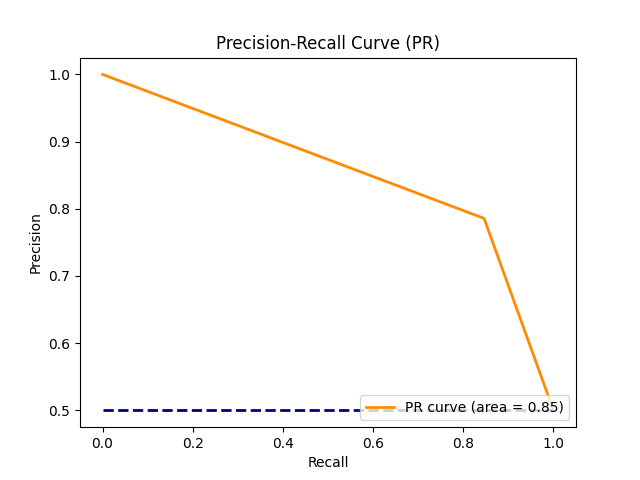 Precision-Recall Curve (PR)
1.0
0.9
0.8
0.7
0.6
0.5
Precision
PR curve (area = 0.85)
0.0 0.2 0.4 0.6 0.8 1.0
Recall